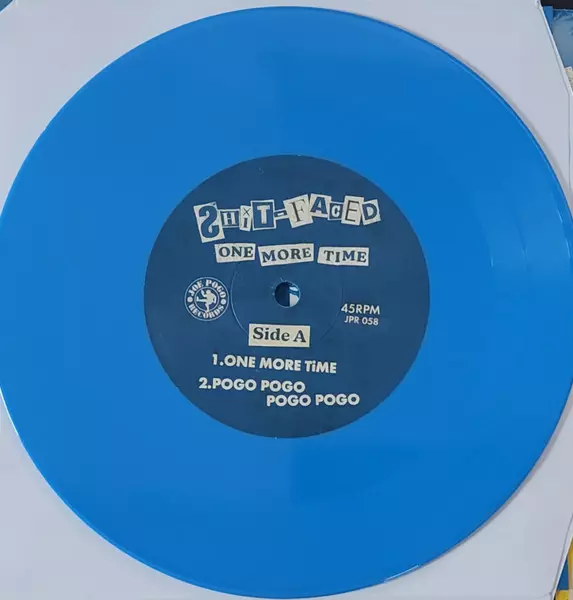 SHiT-FACED
ONE MORE TIME
JOE POGO
RECORDS
45RPM
JPR 058
Side A
1.ONE MORE TiME
2.POGO POGO
POGO POGO